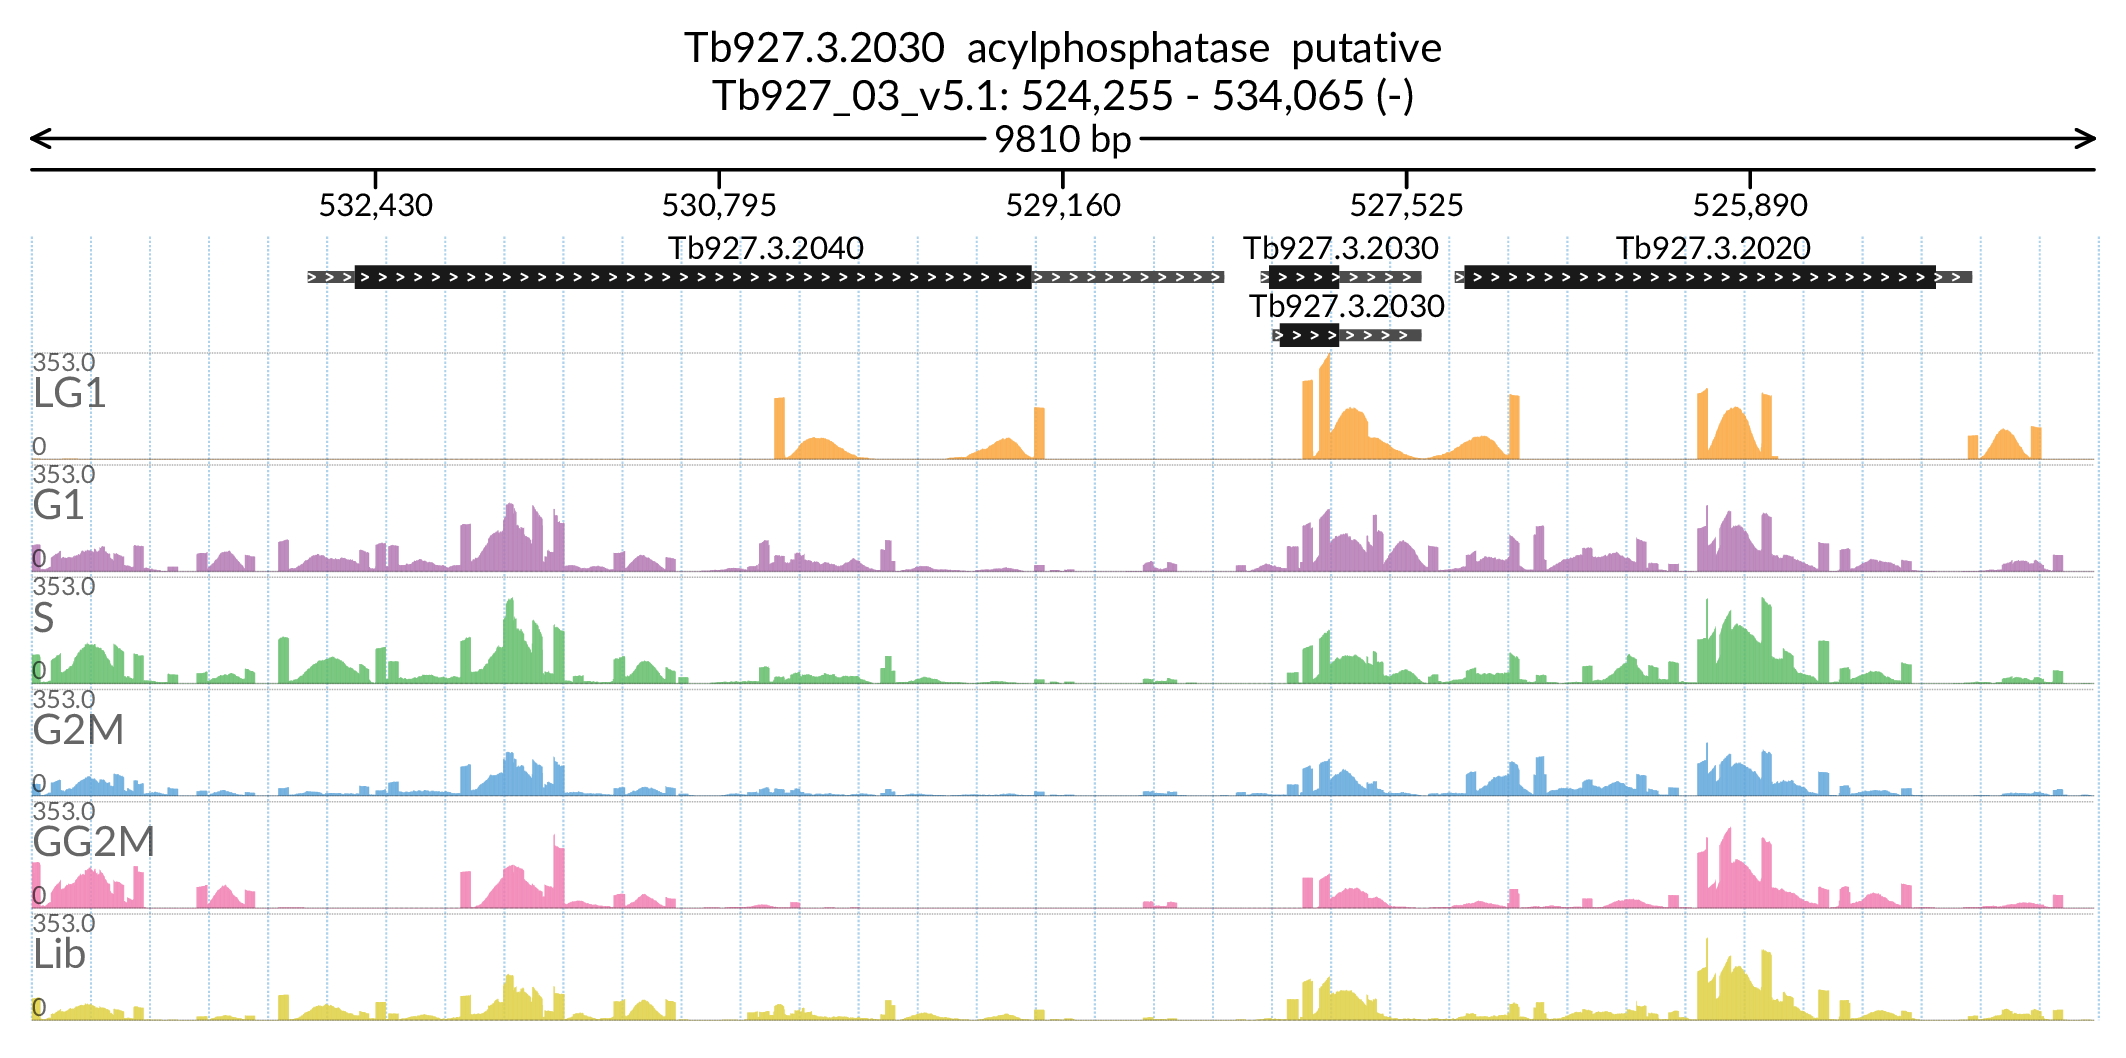 Tb927.3.2030 acylphosphatase putative
Tb927_03_v5.1: 524,255 - 534,065 (-)
9810 bp
532,430 530,795 529,160 527,525 525,890
Tb927.3.2040 Tb927.3.2030 Tb927.3.2020
Tb927.3.2030
353.0
LG1
0
353.0
G1
0
353.0
S
0
353.0
G2M
0
353.0
GG2M
0
353.0
Lib
0